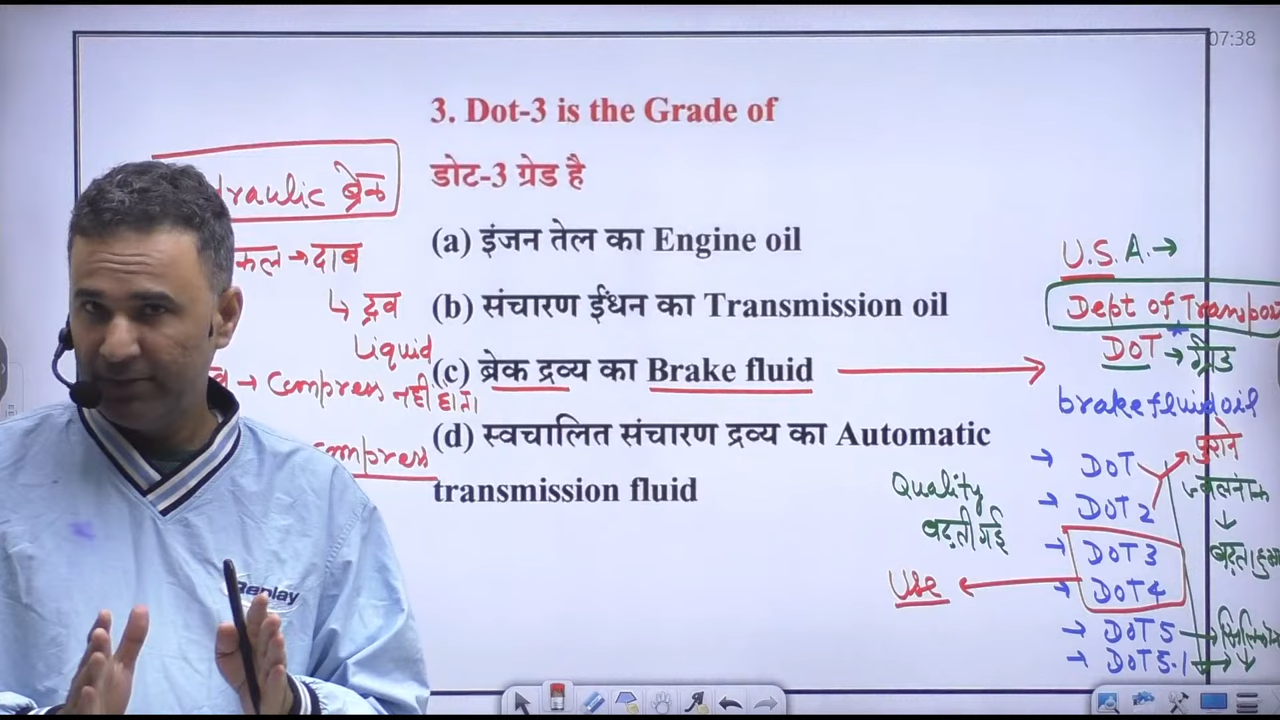 07:38
3. Dot-3 is the Grade of
डोट-3 ग्रेड है
(a) इंजन तेल का Engine oil
(b) संचारण ईंधन का Transmission oil
(c) ब्रेक द्रव्य का Brake fluid
(d) स्वचालित संचारण द्रव्य का Automatic
transmission fluid
draulic ब्रेक
कल → दाब
↳ द्रव
Liquid
→ Compress नही होता
ompress
U.S.A. →
Dept of Transpo
DOT → ग्रेड
brake fluid oil
→ DOT
→ DOT 2
→ DOT 3
→ DOT 4
→ DOT 5 →
→ DOT 5.1 →
पुराने
Quality
बढ़ती गई
Use
Replay